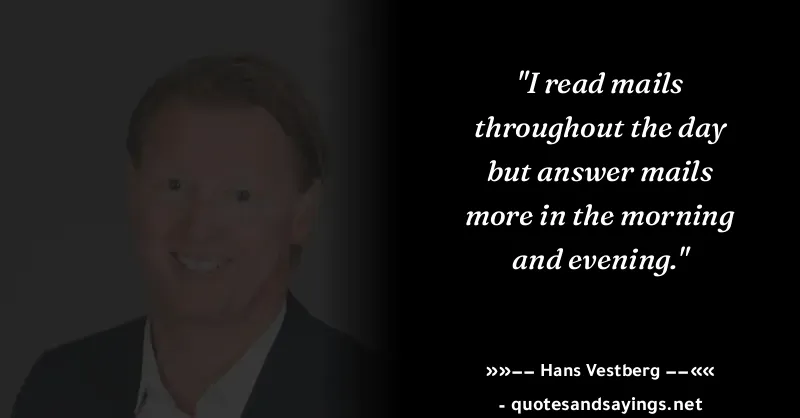 "I read mails
throughout the day
but answer mails
more in the morning
and evening."
»»−− Hans Vestberg −−««
- quotesandsayings.net